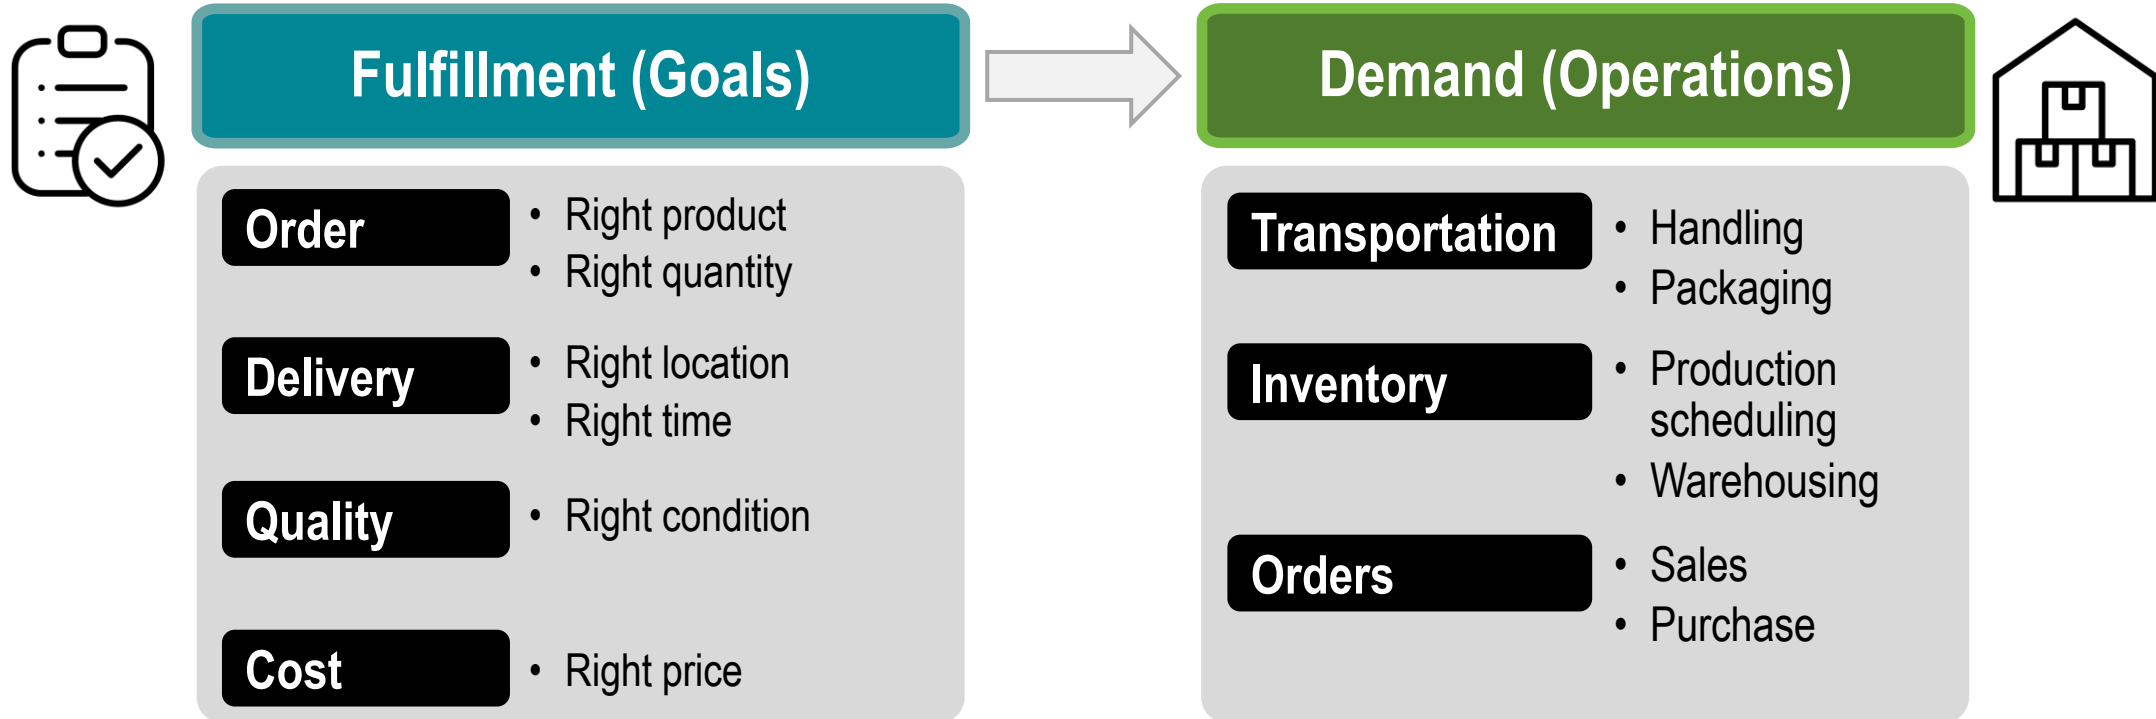 Fulfillment (Goals)
Order
• Right product
• Right quantity
Delivery
• Right location
• Right time
Quality
• Right condition
Cost
• Right price
Demand (Operations)
Transportation
• Handling
• Packaging
Inventory
• Production
scheduling
• Warehousing
Orders
• Sales
• Purchase